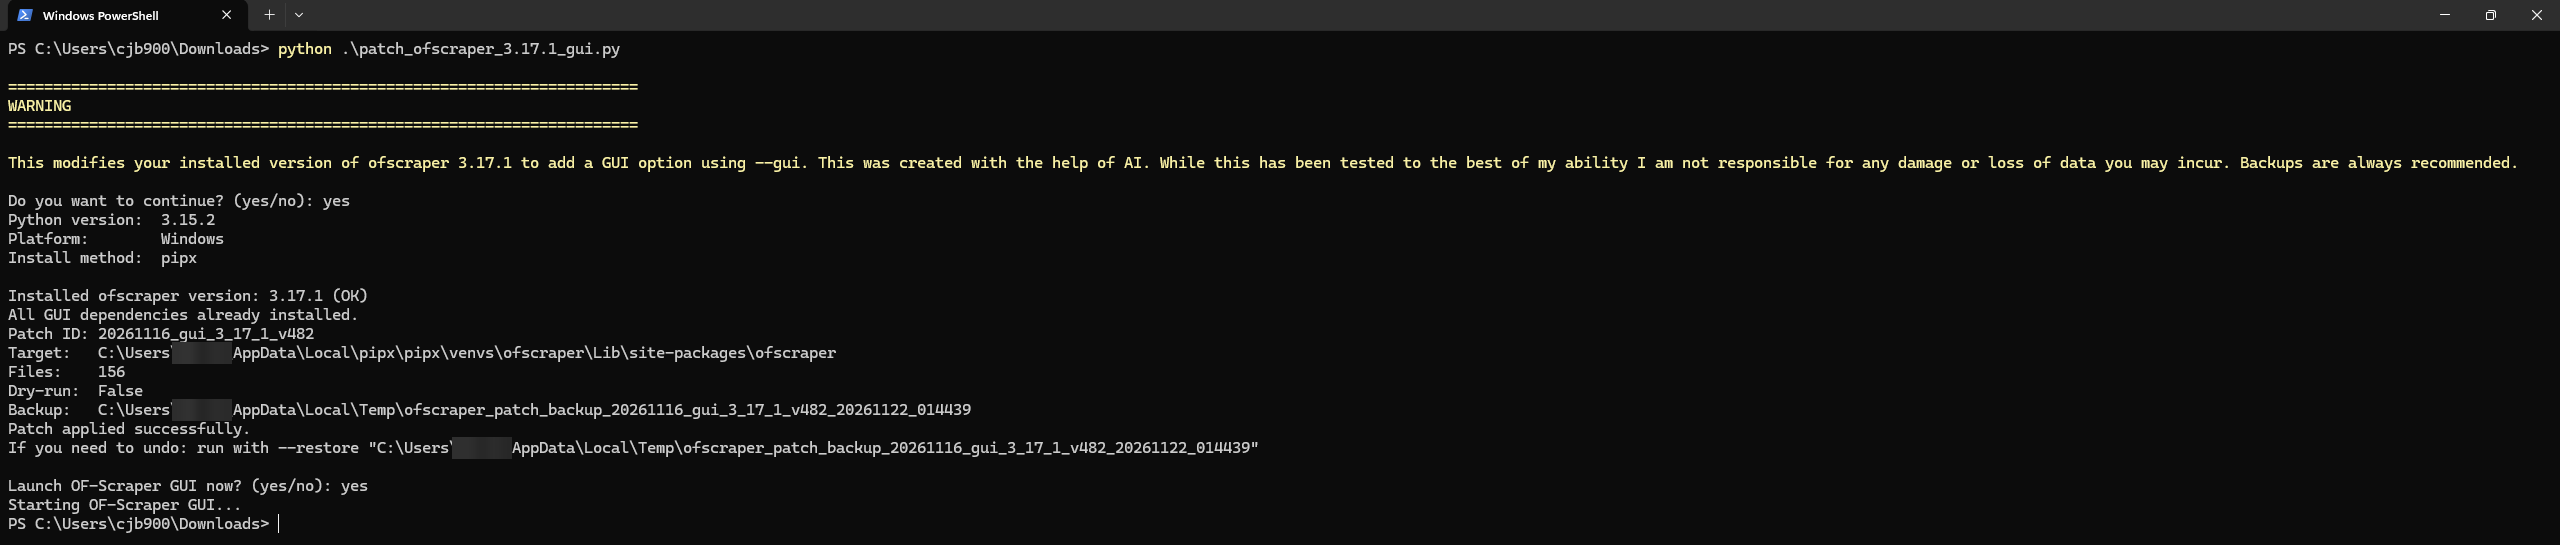 Windows PowerShell
PS C:\Users\cjb900\Downloads> python .\patch_ofscraper_3.17.1_gui.py
======================================================================
WARNING
======================================================================
This modifies your installed version of ofscraper 3.17.1 to add a GUI option using --gui. This was created with the help of AI. While this has been tested to the best of my ability I am not responsible for any damage or loss of data you may incur. Backups are always recommended.
Do you want to continue? (yes/no): yes
Python version:  3.15.2
Platform:        Windows
Install method:  pipx
Installed ofscraper version: 3.17.1 (OK)
All GUI dependencies already installed.
Patch ID: 20261116_gui_3_17_1_v482
Target:   C:\Users\ AppData\Local\pipx\pipx\venvs\ofscraper\Lib\site-packages\ofscraper
Files:    156
Dry-run:  False
Backup:   C:\Users\ AppData\Local\Temp\ofscraper_patch_backup_20261116_gui_3_17_1_v482_20261122_014439
Patch applied successfully.
If you need to undo: run with --restore "C:\Users\ AppData\Local\Temp\ofscraper_patch_backup_20261116_gui_3_17_1_v482_20261122_014439"
Launch OF-Scraper GUI now? (yes/no): yes
Starting OF-Scraper GUI...
PS C:\Users\cjb900\Downloads>